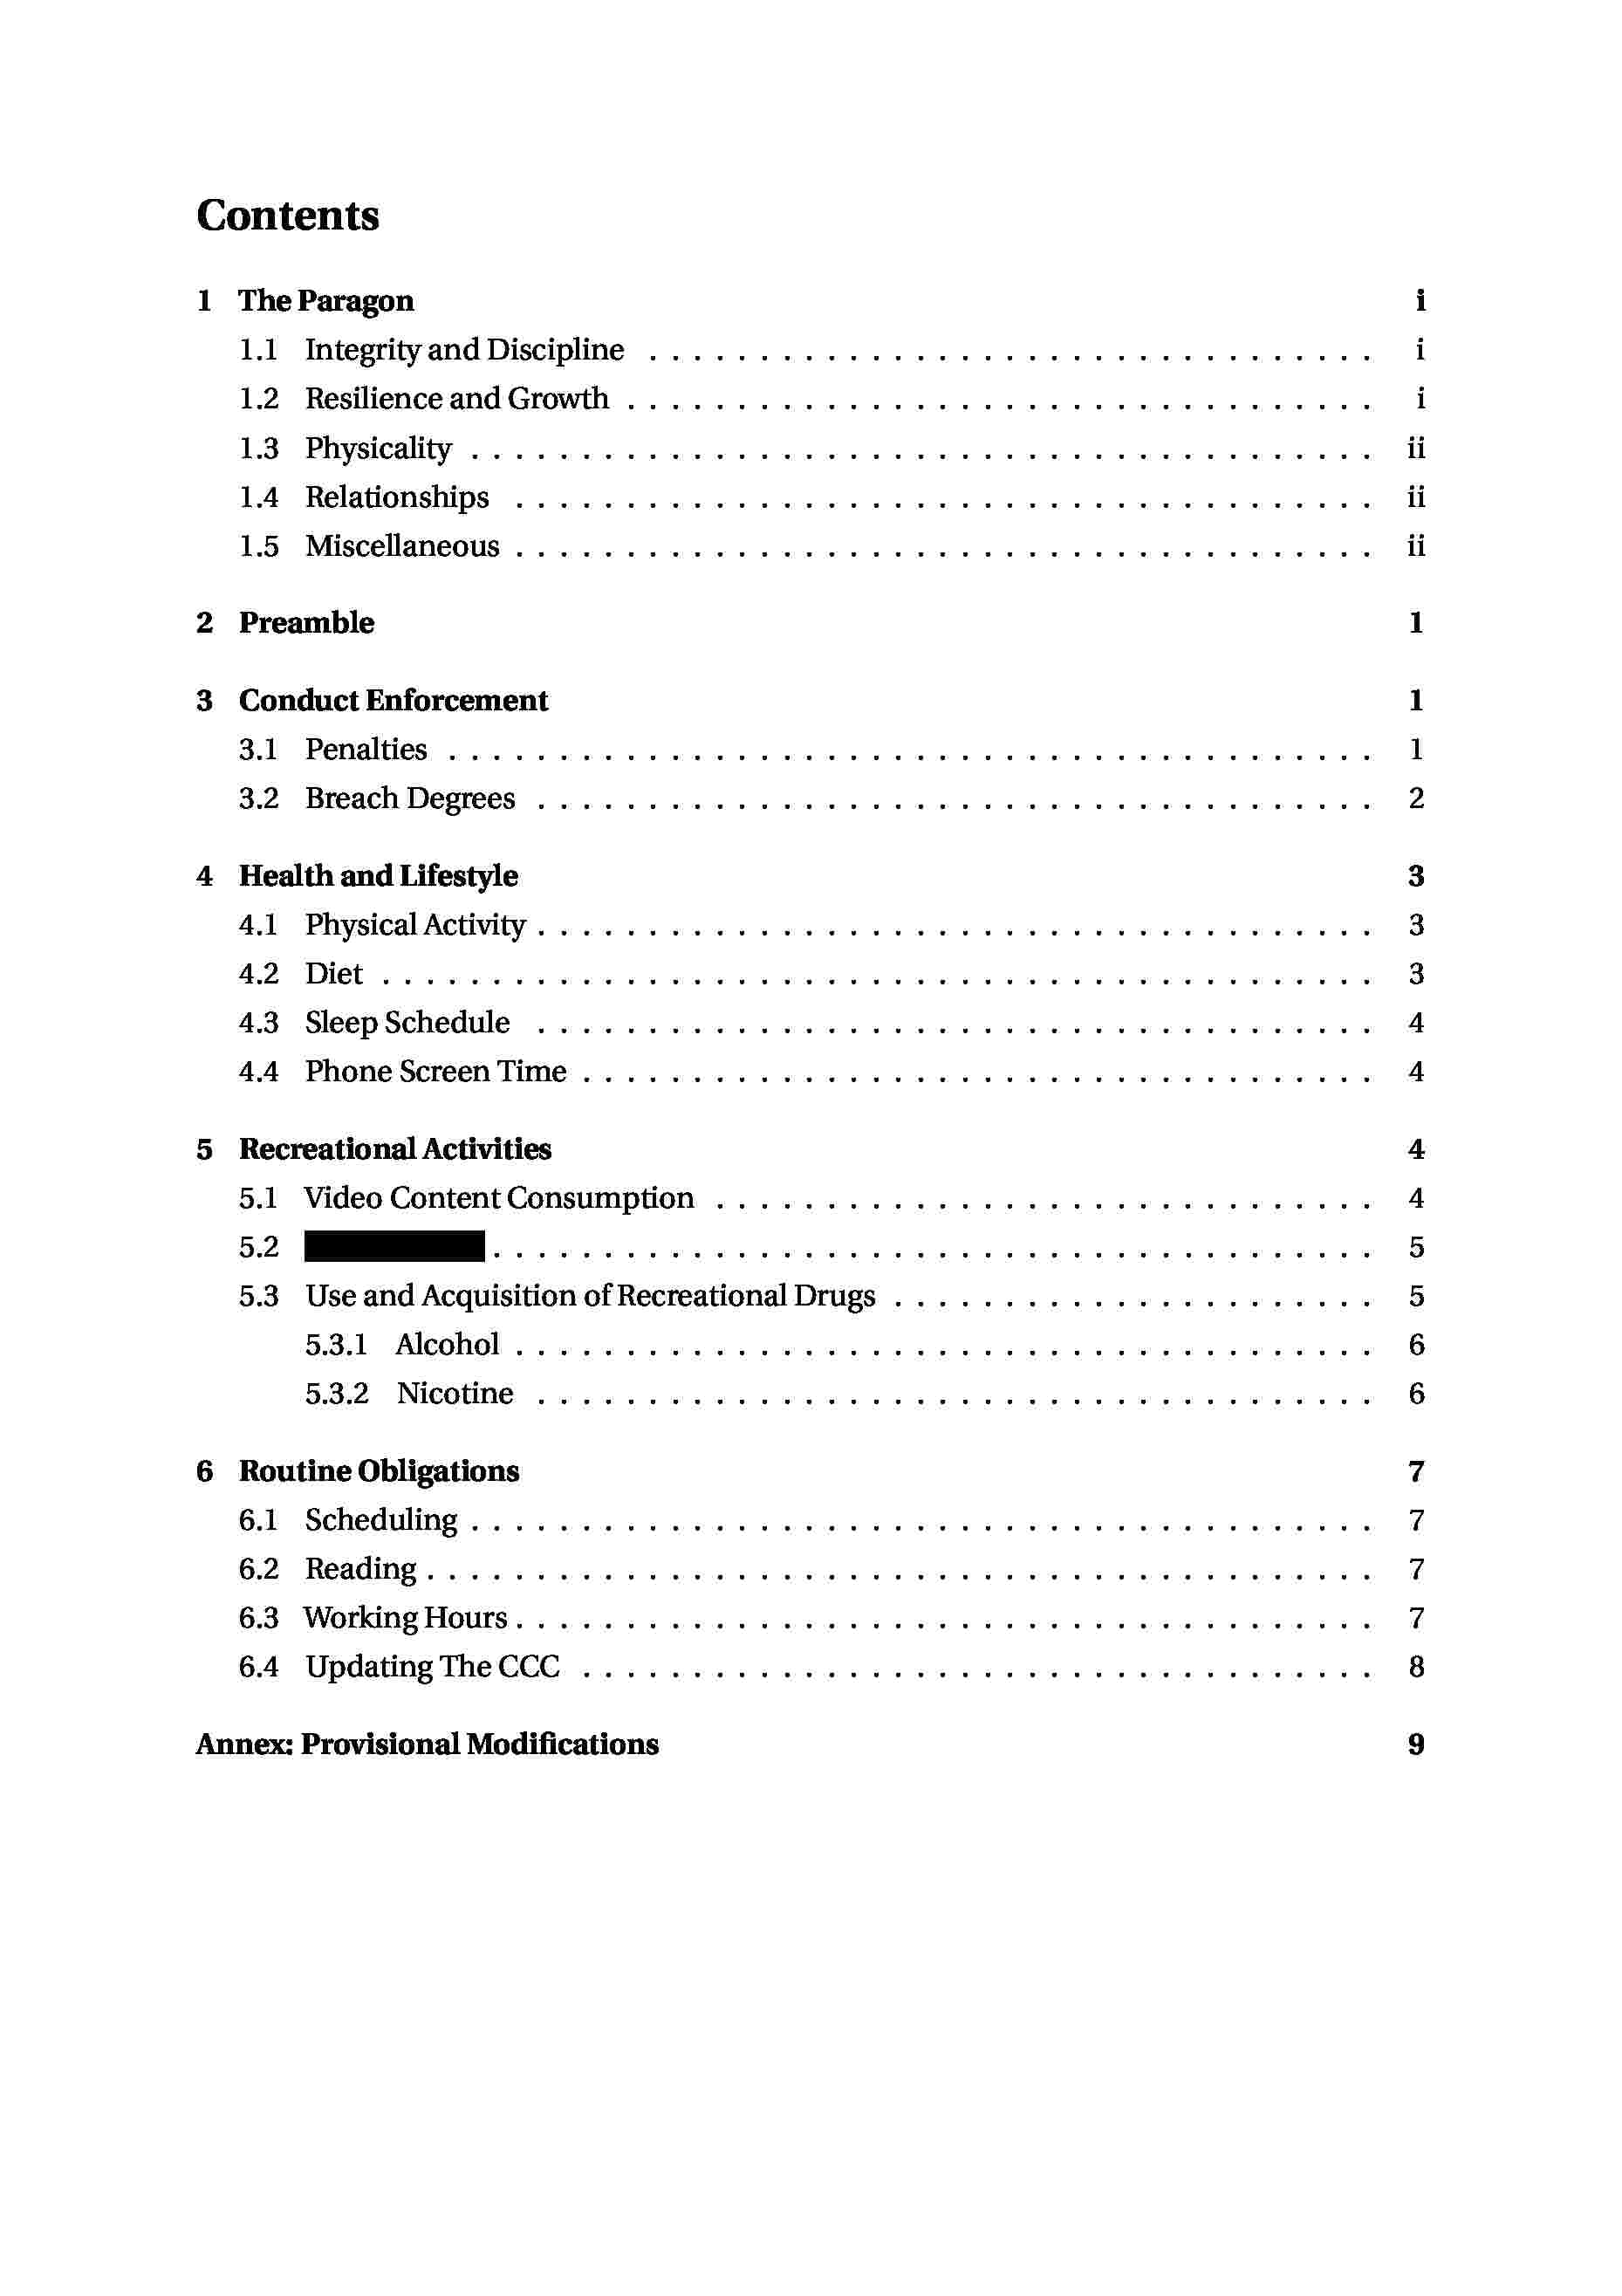 Contents
1 The Paragon i
1.1 Integrity and Discipline . . . . . . . . . . . . . . . . . . . . . . . . . . . . . . . . . i
1.2 Resilience and Growth . . . . . . . . . . . . . . . . . . . . . . . . . . . . . . . . . . i
1.3 Physicality . . . . . . . . . . . . . . . . . . . . . . . . . . . . . . . . . . . . . . . . . ii
1.4 Relationships . . . . . . . . . . . . . . . . . . . . . . . . . . . . . . . . . . . . . . . ii
1.5 Miscellaneous . . . . . . . . . . . . . . . . . . . . . . . . . . . . . . . . . . . . . . . ii
2 Preamble 1
3 Conduct Enforcement 1
3.1 Penalties . . . . . . . . . . . . . . . . . . . . . . . . . . . . . . . . . . . . . . . . . . 1
3.2 Breach Degrees . . . . . . . . . . . . . . . . . . . . . . . . . . . . . . . . . . . . . . 2
4 Health and Lifestyle 3
4.1 Physical Activity . . . . . . . . . . . . . . . . . . . . . . . . . . . . . . . . . . . . . . 3
4.2 Diet . . . . . . . . . . . . . . . . . . . . . . . . . . . . . . . . . . . . . . . . . . . . . 3
4.3 Sleep Schedule . . . . . . . . . . . . . . . . . . . . . . . . . . . . . . . . . . . . . . 4
4.4 Phone Screen Time . . . . . . . . . . . . . . . . . . . . . . . . . . . . . . . . . . . . 4
5 Recreational Activities 4
5.1 Video Content Consumption . . . . . . . . . . . . . . . . . . . . . . . . . . . . . . 4
5.2 . . . . . . . . . . . . . . . . . . . . . . . . . . . . . . . . . . . . . . . . 5
5.3 Use and Acquisition of Recreational Drugs . . . . . . . . . . . . . . . . . . . . . . 5
5.3.1 Alcohol . . . . . . . . . . . . . . . . . . . . . . . . . . . . . . . . . . . . . . . 6
5.3.2 Nicotine . . . . . . . . . . . . . . . . . . . . . . . . . . . . . . . . . . . . . . 6
6 Routine Obligations 7
6.1 Scheduling . . . . . . . . . . . . . . . . . . . . . . . . . . . . . . . . . . . . . . . . . 7
6.2 Reading . . . . . . . . . . . . . . . . . . . . . . . . . . . . . . . . . . . . . . . . . . . 7
6.3 Working Hours . . . . . . . . . . . . . . . . . . . . . . . . . . . . . . . . . . . . . . . 7
6.4 Updating The CCC . . . . . . . . . . . . . . . . . . . . . . . . . . . . . . . . . . . . 8
Annex: Provisional Modifications 9